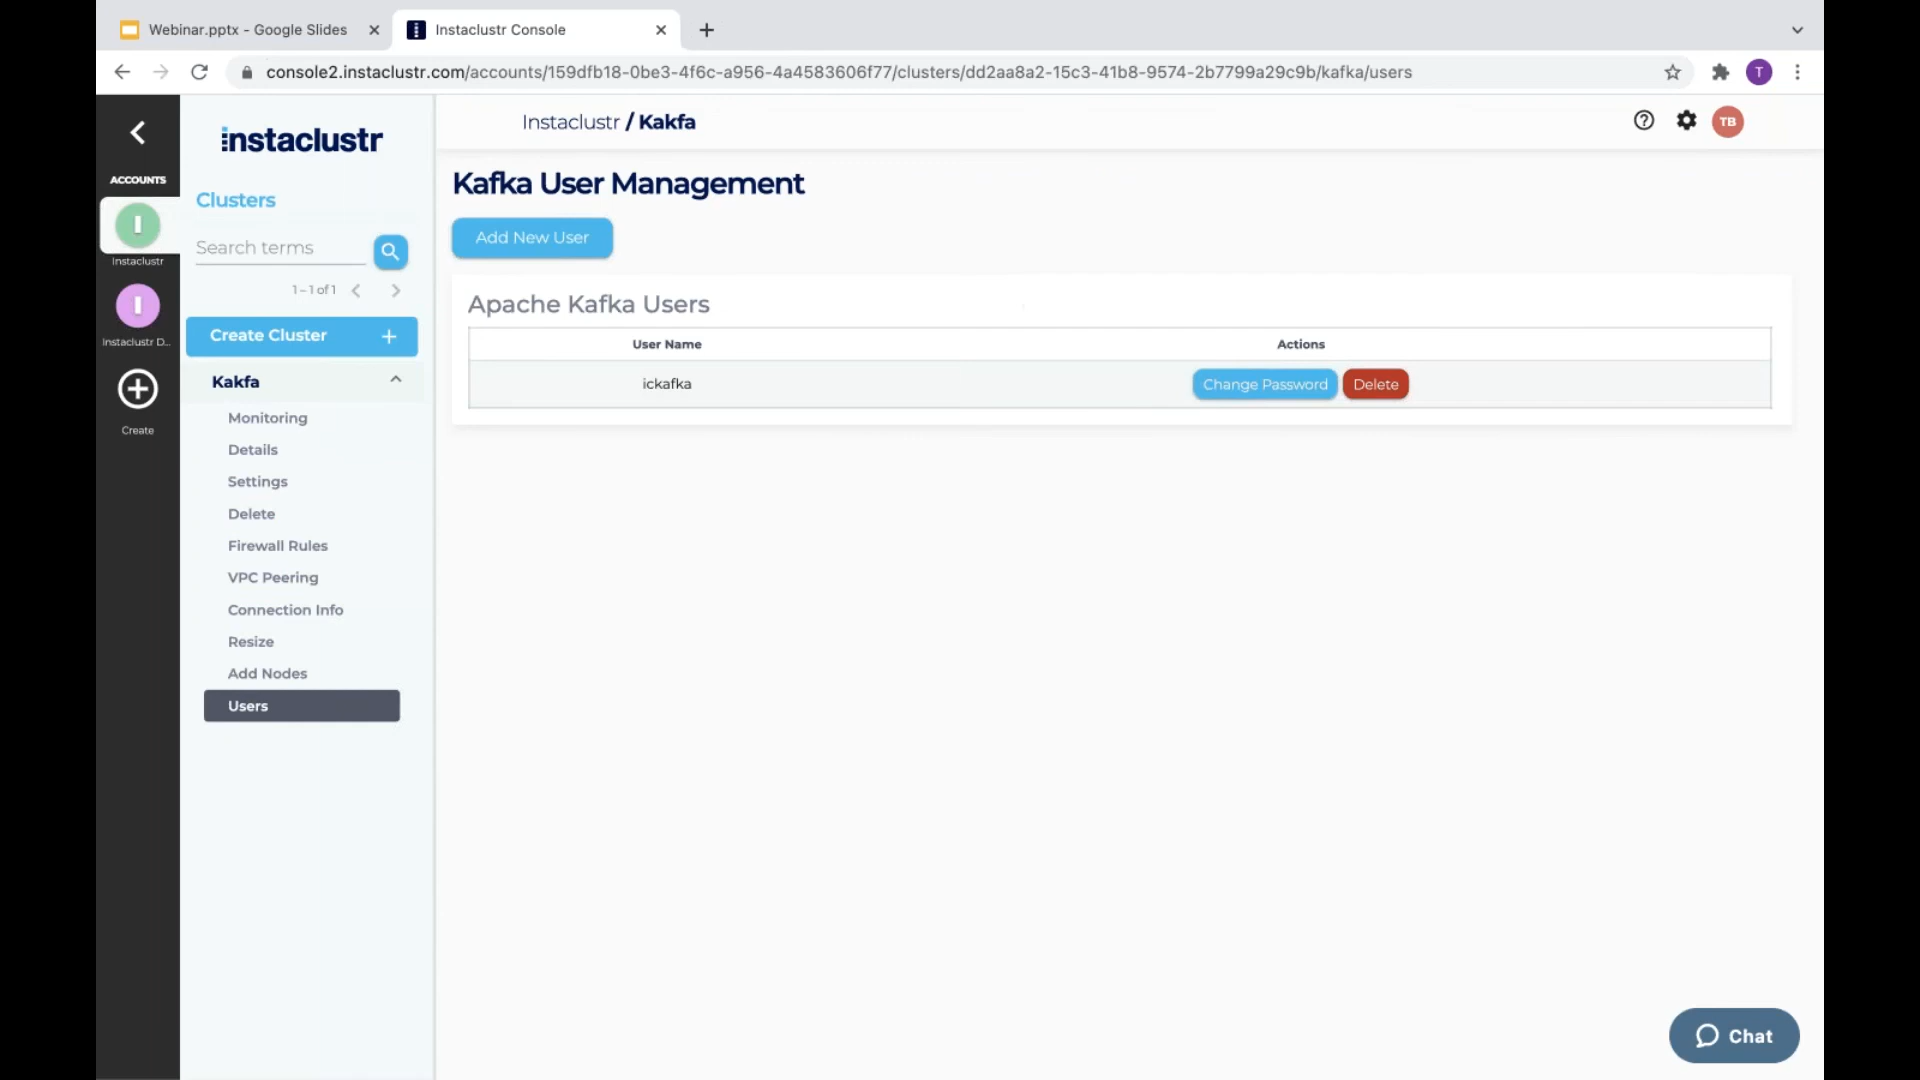 Webinar.pptx - Google Slides
Instaclustr Console
console2.instaclustr.com/accounts/159dfb18-0be3-4f6c-a956-4a4583606f77/clusters/dd2aa8a2-15c3-41b8-9574-2b7799a29c9b/kafka/users
T
instaclustr
Instaclustr / Kakfa
TB
ACCOUNTS
I
Instaclustr
I
Instaclustr D...
Create
Clusters
Search terms
1 – 1 of 1
Create Cluster
Kakfa
Monitoring
Details
Settings
Delete
Firewall Rules
VPC Peering
Connection Info
Resize
Add Nodes
Users
Kafka User Management
Add New User
Apache Kafka Users
User Name Actions
ickafka Change Password Delete
Chat